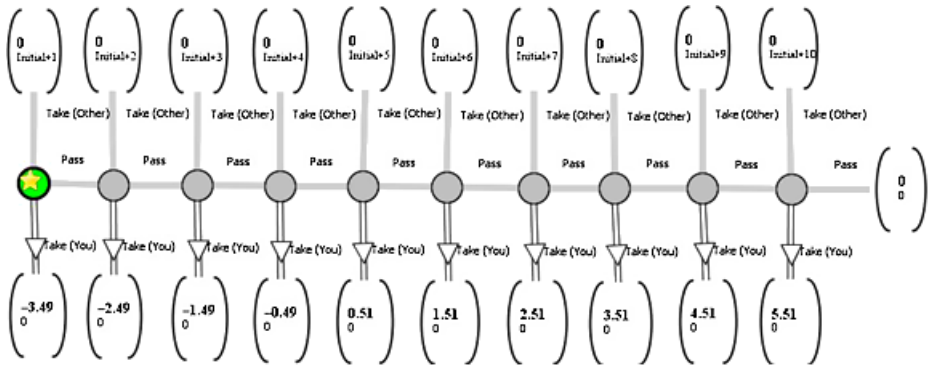 0 0 0 0 0 0 0 0 0 0
Initial+1 Initial+2 Initial+3 Initial+4 Initial+5 Initial+6 Initial+7 Initial+8 Initial+9 Initial+10
Take (Other) Take (Other) Take (Other) Take (Other) Take (Other) Take (Other) Take (Other) Take (Other) Take (Other) Take (Other)
Pass Pass Pass Pass Pass Pass Pass Pass Pass Pass
0
0
Take (You) Take (You) Take (You) Take (You) Take (You) Take (You) Take (You) Take (You) Take (You) Take (You)
-3.49 -2.49 -1.49 -0.49 0.51 1.51 2.51 3.51 4.51 5.51
0 0 0 0 0 0 0 0 0 0